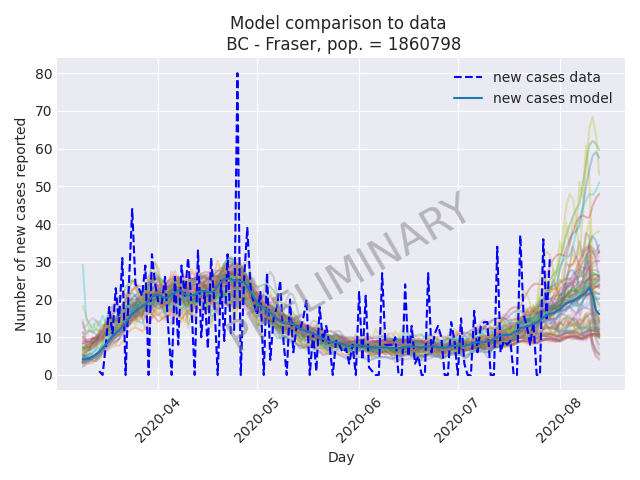 Model comparison to data
BC - Fraser, pop. = 1860798
new cases data
new cases model
Number of new cases reported
80
70
60
50
40
30
20
10
0
PRELIMINARY
2020-04
2020-05
2020-06
2020-07
2020-08
Day